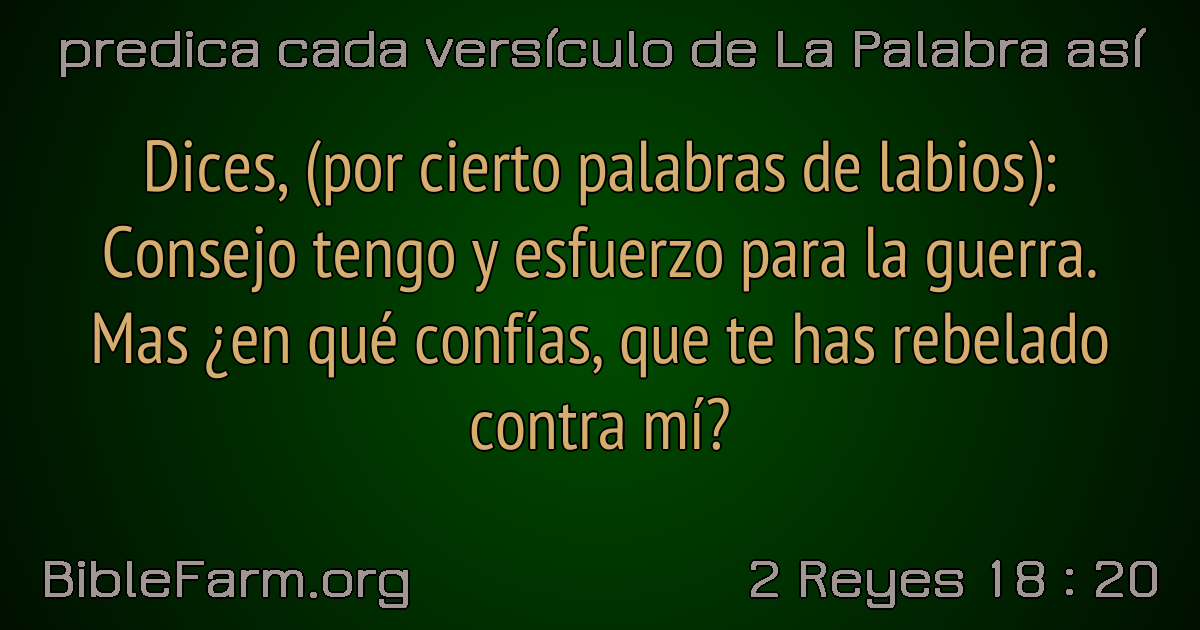 predica cada versículo de La Palabra así
Dices, (por cierto palabras de labios):
Consejo tengo y esfuerzo para la guerra.
Mas ¿en qué confías, que te has rebelado
contra mí?
BibleFarm.org
2 Reyes 18 : 20